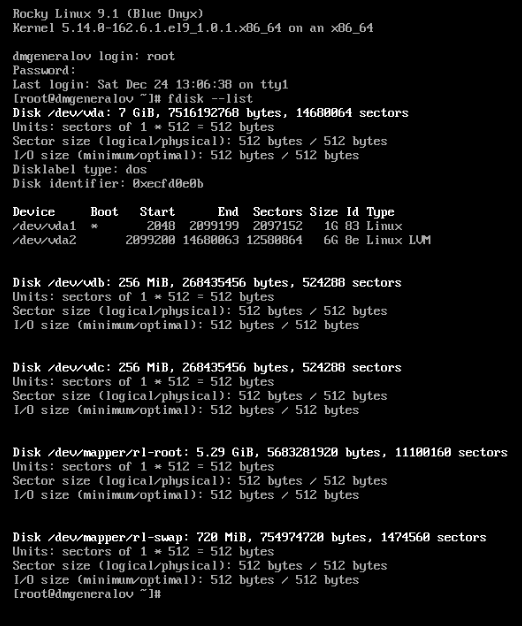 Rocky Linux 9.1 (Blue Onyx)
Kernel 5.14.0-162.6.1.el9_1.0.1.x86_64 on an x86_64
dmgeneralov login: root
Password:
Last login: Sat Dec 24 13:06:38 on tty1
[root@dmgeneralov ~]# fdisk --list
Disk /dev/vda: 7 GiB, 7516192768 bytes, 14680064 sectors
Units: sectors of 1 * 512 = 512 bytes
Sector size (logical/physical): 512 bytes / 512 bytes
I/O size (minimum/optimal): 512 bytes / 512 bytes
Disklabel type: dos
Disk identifier: 0xecfd0e0b
Device     Boot   Start      End  Sectors Size Id Type
/dev/vda1  *       2048  2099199  2097152   1G 83 Linux
/dev/vda2       2099200 14680063 12580864   6G 8e Linux LVM
Disk /dev/vdb: 256 MiB, 268435456 bytes, 524288 sectors
Units: sectors of 1 * 512 = 512 bytes
Sector size (logical/physical): 512 bytes / 512 bytes
I/O size (minimum/optimal): 512 bytes / 512 bytes
Disk /dev/vdc: 256 MiB, 268435456 bytes, 524288 sectors
Units: sectors of 1 * 512 = 512 bytes
Sector size (logical/physical): 512 bytes / 512 bytes
I/O size (minimum/optimal): 512 bytes / 512 bytes
Disk /dev/mapper/rl-root: 5.29 GiB, 5683281920 bytes, 11100160 sectors
Units: sectors of 1 * 512 = 512 bytes
Sector size (logical/physical): 512 bytes / 512 bytes
I/O size (minimum/optimal): 512 bytes / 512 bytes
Disk /dev/mapper/rl-swap: 720 MiB, 754974720 bytes, 1474560 sectors
Units: sectors of 1 * 512 = 512 bytes
Sector size (logical/physical): 512 bytes / 512 bytes
I/O size (minimum/optimal): 512 bytes / 512 bytes
[root@dmgeneralov ~]#